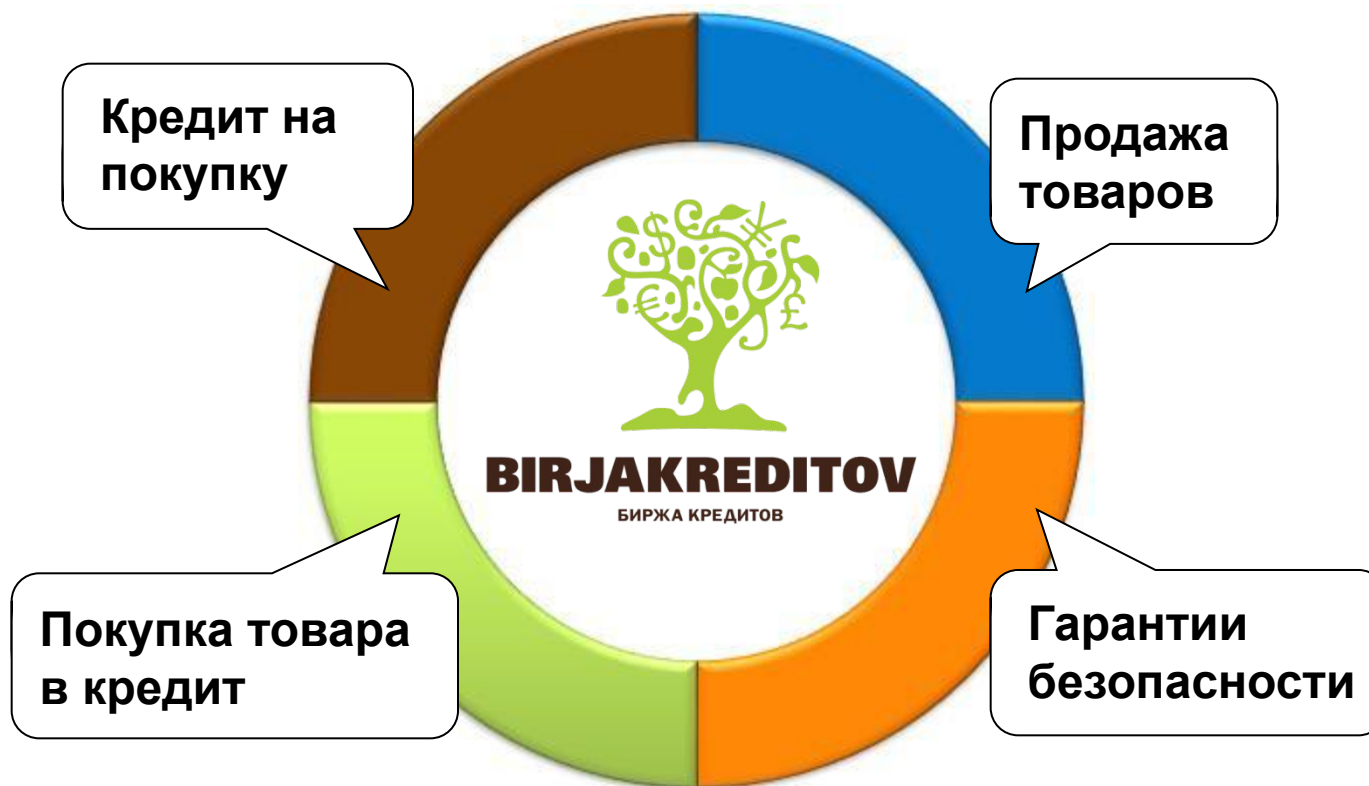 Кредит на
покупку
Продажа
товаров
BIRJAKREDITOV
БИРЖА КРЕДИТОВ
Покупка товара
в кредит
Гарантии
безопасности